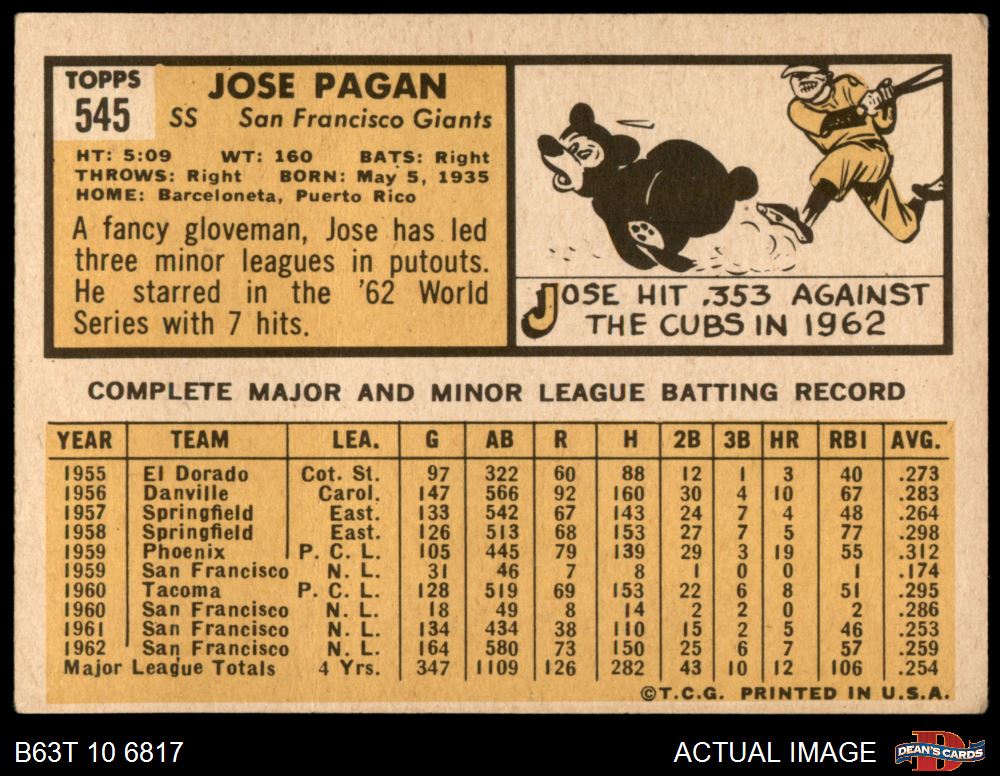 TOPPS
545
JOSE PAGAN
SS San Francisco Giants
HT: 5:09 WT: 160 BATS: Right
THROWS: Right BORN: May 5, 1935
HOME: Barceloneta, Puerto Rico
A fancy gloveman, Jose has led
three minor leagues in putouts.
He starred in the '62 World
Series with 7 hits.
JOSE HIT .353 AGAINST
THE CUBS IN 1962
COMPLETE MAJOR AND MINOR LEAGUE BATTING RECORD
YEAR TEAM LEA. G AB R H 2B 3B HR RBI AVG.
1955 El Dorado Cot. St. 97 322 60 88 12 1 3 40 .273
1956 Danville Carol. 147 566 92 160 30 4 10 67 .283
1957 Springfield East. 133 542 67 143 24 7 4 48 .264
1958 Springfield East. 126 513 68 153 27 7 5 77 .298
1959 Phoenix P. C. L. 105 445 79 139 29 3 19 55 .312
1959 San Francisco N. L. 31 46 7 8 1 0 0 1 .174
1960 Tacoma P. C. L. 128 519 69 153 22 6 8 51 .295
1960 San Francisco N. L. 18 49 8 14 2 2 0 2 .286
1961 San Francisco N. L. 134 434 38 110 15 2 5 46 .253
1962 San Francisco N. L. 164 580 73 150 25 6 7 57 .259
Major League Totals 4 Yrs. 347 1109 126 282 43 10 12 106 .254
©T.C.G. PRINTED IN U.S.A.
B63T 10 6817
ACTUAL IMAGE
D
DEAN'S CARDS